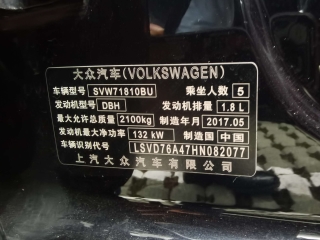 大众汽车(VOLKSWAGEN)
车辆型号 SVW71810BU 乘坐人数 5
发动机型号 DBH 发动机排量 1.8L
最大允许总质量 2100kg 制造年月 2017.05
发动机最大净功率 132 kW 制造国 中国
车辆识别代号 LSVD76A47HN082077
上汽大众汽车有限公司